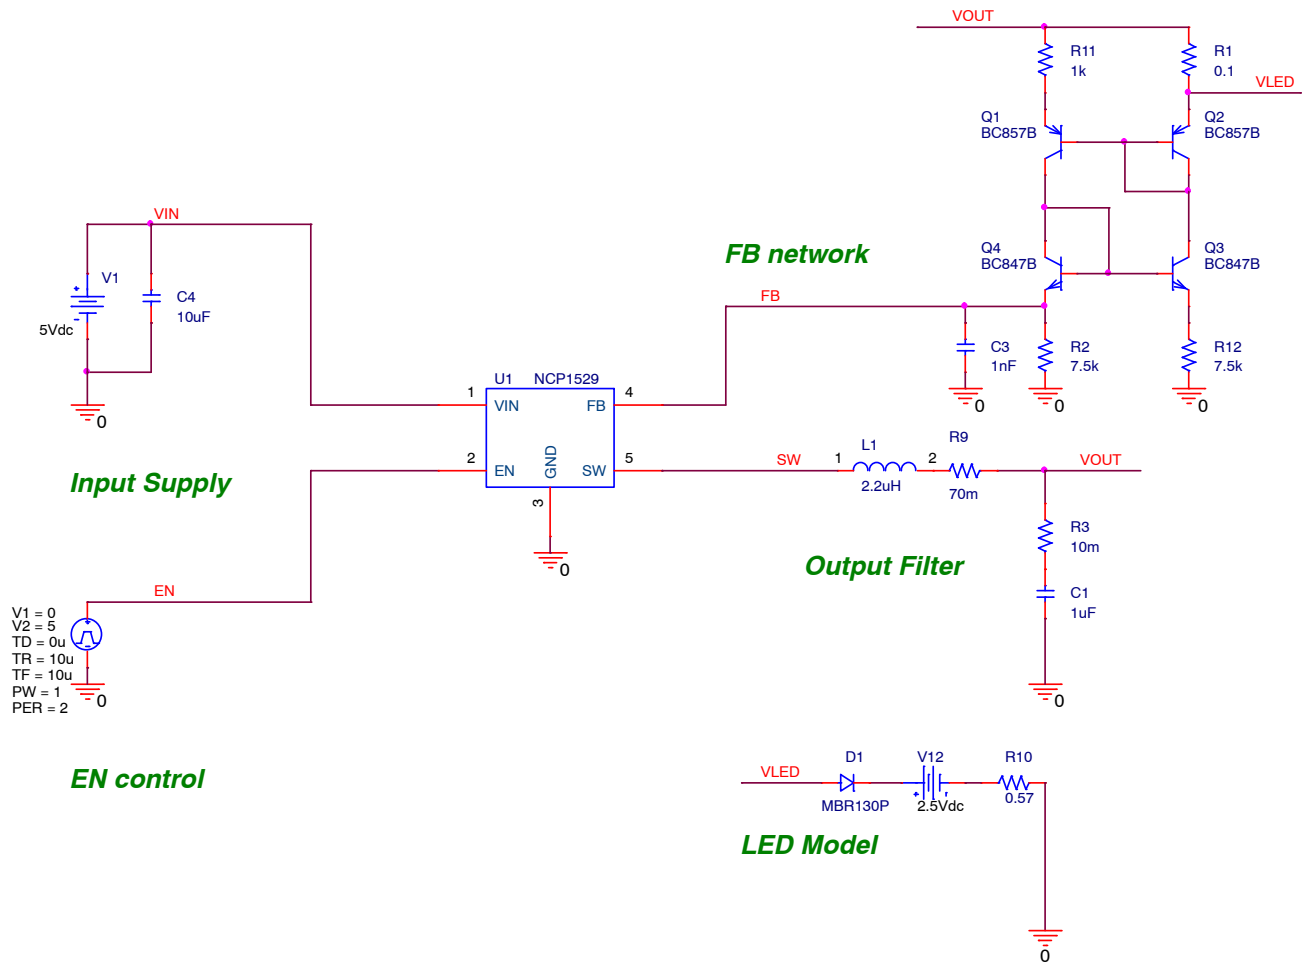 VOUT
R11
1k
R1
0.1
VLED
Q1
BC857B
Q2
BC857B
VIN
FB network
Q4
BC847B
Q3
BC847B
V1
5Vdc
C4
10uF
FB
C3
1nF
R2
7.5k
R12
7.5k
0
0
0
0
U1 NCP1529
1 VIN FB 4
2 EN GND SW 5
3
0
Input Supply
SW
L1
1 2
2.2uH
R9
70m
VOUT
R3
10m
Output Filter
C1
1uF
0
EN
V1 = 0
V2 = 5
TD = 0u
TR = 10u
TF = 10u
PW = 1
PER = 2
0
EN control
VLED
D1
MBR130P
V12
2.5Vdc
R10
0.57
LED Model
0